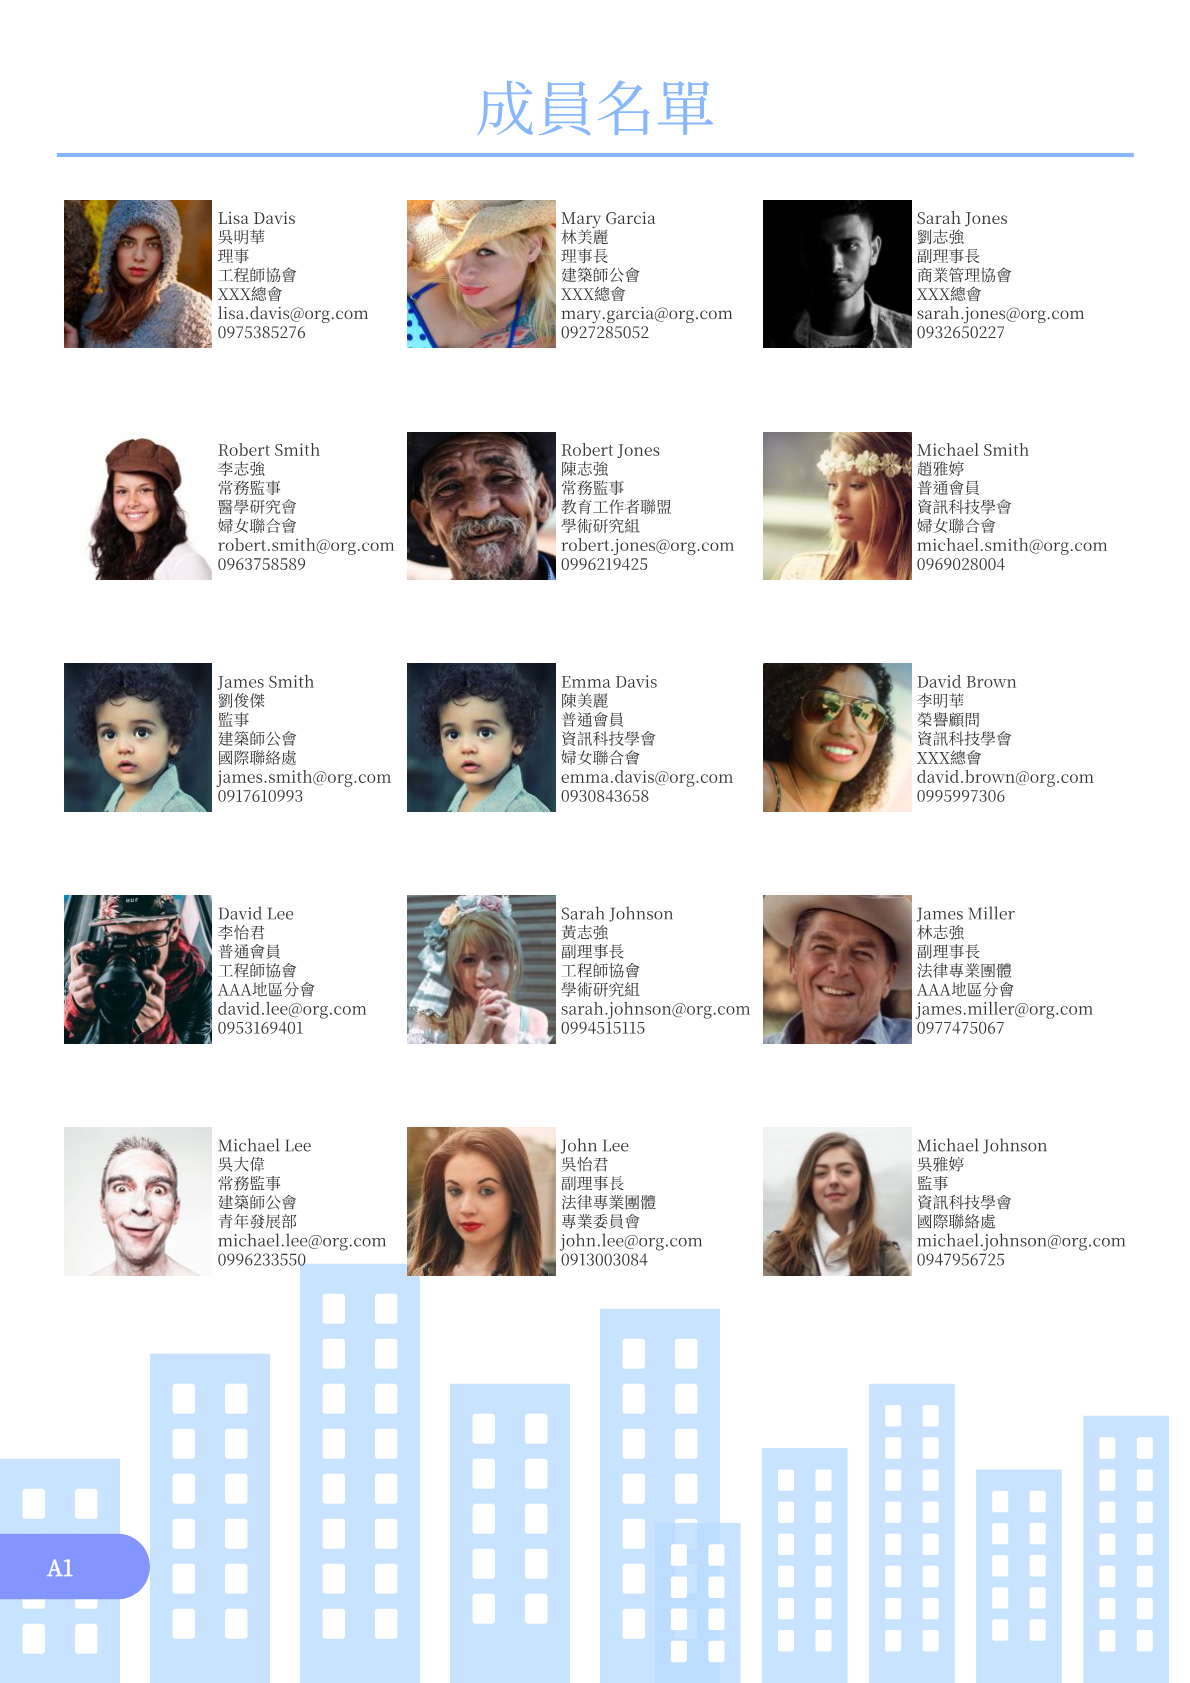 成員名單
Lisa Davis
吳明華
理事
工程師協會
XXX總會
lisa.davis@org.com
0975385276
Mary Garcia
林美麗
理事長
建築師公會
XXX總會
mary.garcia@org.com
0927285052
Sarah Jones
劉志強
副理事長
商業管理協會
XXX總會
sarah.jones@org.com
0932650227
Robert Smith
李志強
常務監事
醫學研究會
婦女聯合會
robert.smith@org.com
0963758589
Robert Jones
陳志強
常務監事
教育工作者聯盟
學術研究組
robert.jones@org.com
0996219425
Michael Smith
趙雅婷
普通會員
資訊科技學會
婦女聯合會
michael.smith@org.com
0969028004
James Smith
劉俊傑
監事
建築師公會
國際聯絡處
james.smith@org.com
0917610993
Emma Davis
陳美麗
普通會員
資訊科技學會
婦女聯合會
emma.davis@org.com
0930843658
David Brown
李明華
榮譽顧問
資訊科技學會
XXX總會
david.brown@org.com
0995997306
David Lee
李怡君
普通會員
工程師協會
AAA地區分會
david.lee@org.com
0953169401
Sarah Johnson
黃志強
副理事長
工程師協會
學術研究組
sarah.johnson@org.com
0994515115
James Miller
林志強
副理事長
法律專業團體
AAA地區分會
james.miller@org.com
0977475067
Michael Lee
吳大偉
常務監事
建築師公會
青年發展部
michael.lee@org.com
0996233550
John Lee
吳怡君
副理事長
法律專業團體
專業委員會
john.lee@org.com
0913003084
Michael Johnson
吳雅婷
監事
資訊科技學會
國際聯絡處
michael.johnson@org.com
0947956725
A1